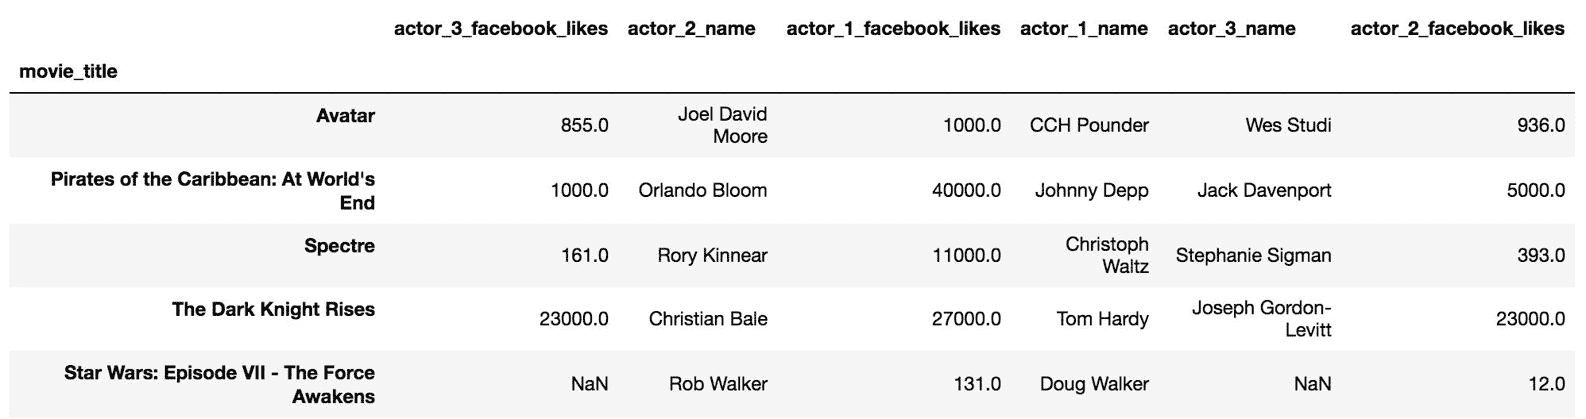 actor_3_facebook_likes actor_2_name actor_1_facebook_likes actor_1_name actor_3_name actor_2_facebook_likes
movie_title
Avatar 855.0 Joel David Moore 1000.0 CCH Pounder Wes Studi 936.0
Pirates of the Caribbean: At World's End 1000.0 Orlando Bloom 40000.0 Johnny Depp Jack Davenport 5000.0
Spectre 161.0 Rory Kinnear 11000.0 Christoph Waltz Stephanie Sigman 393.0
The Dark Knight Rises 23000.0 Christian Bale 27000.0 Tom Hardy Joseph Gordon-Levitt 23000.0
Star Wars: Episode VII - The Force Awakens NaN Rob Walker 131.0 Doug Walker NaN 12.0